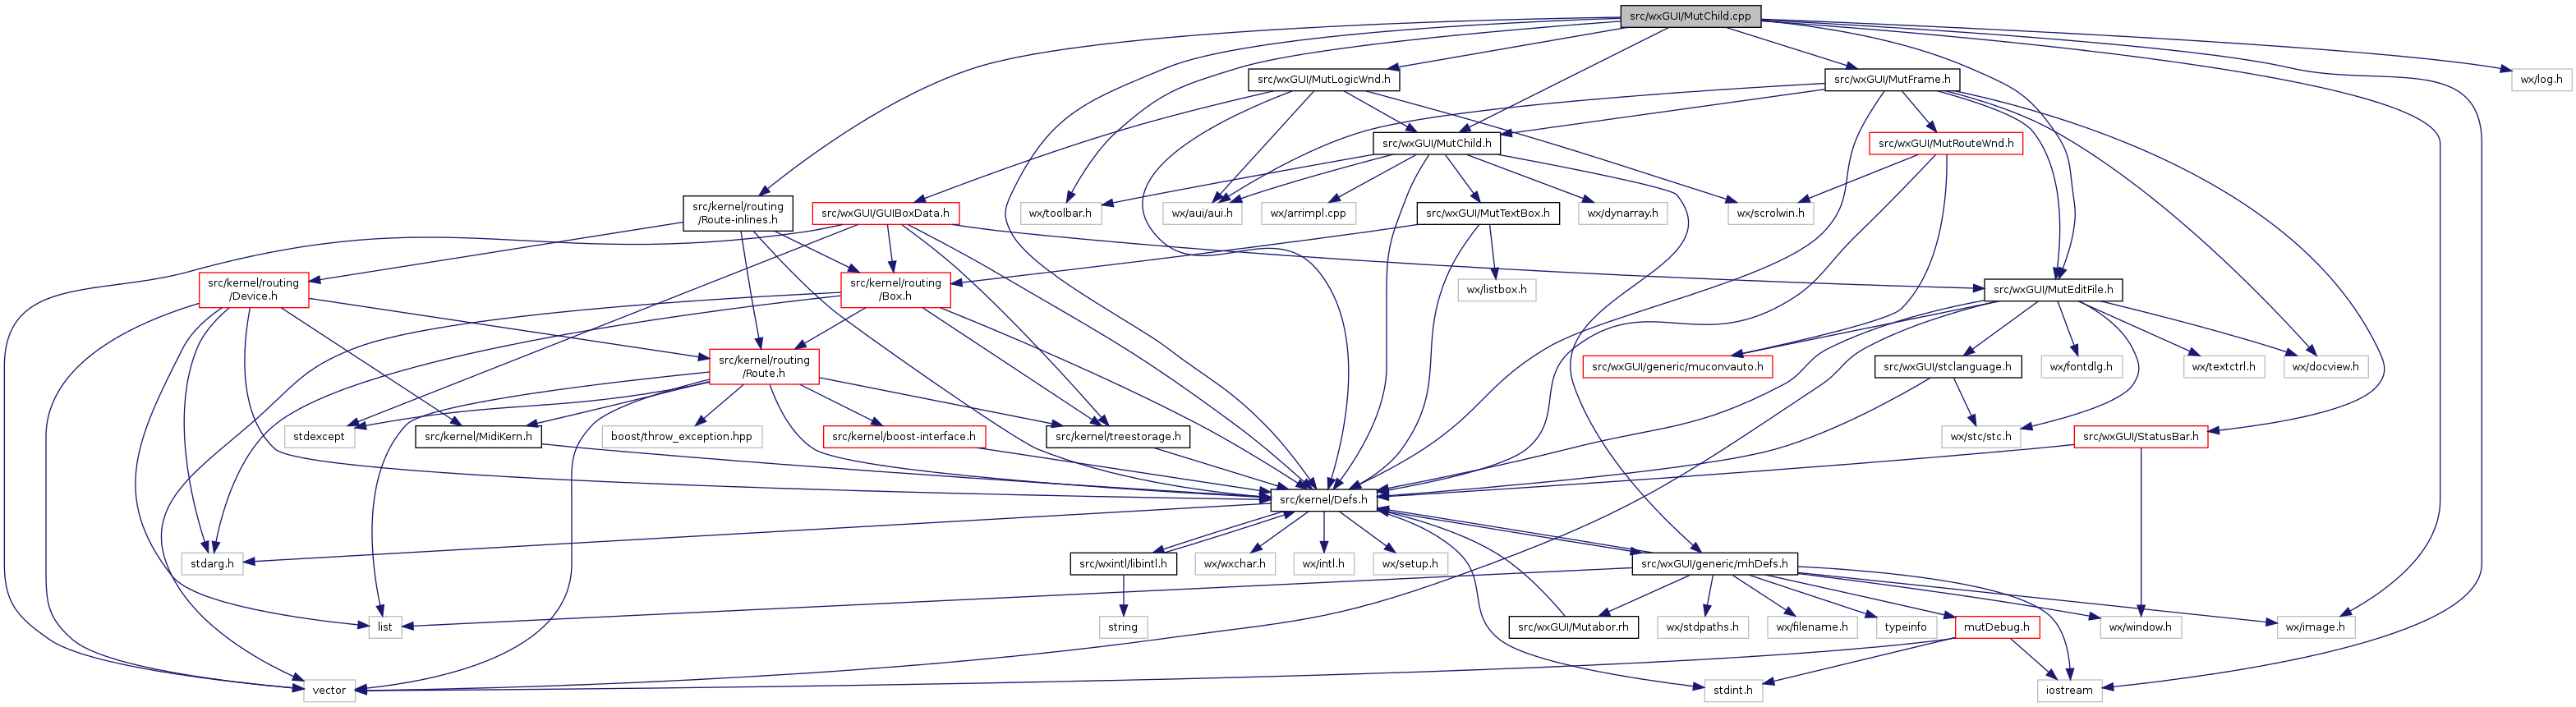 src/wxGUI/MutChild.cpp
src/wxGUI/MutLogicWnd.h
src/wxGUI/MutFrame.h
wx/log.h
src/wxGUI/MutChild.h
src/wxGUI/MutRouteWnd.h
src/kernel/routing
/Route-inlines.h
src/wxGUI/GUIBoxData.h
wx/toolbar.h
wx/aui/aui.h
wx/arrimpl.cpp
src/wxGUI/MutTextBox.h
wx/dynarray.h
wx/scrolwin.h
src/kernel/routing
/Device.h
src/kernel/routing
/Box.h
wx/listbox.h
src/wxGUI/MutEditFile.h
src/kernel/routing
/Route.h
src/wxGUI/generic/muconvauto.h
src/wxGUI/stclanguage.h
wx/fontdlg.h
wx/textctrl.h
wx/docview.h
stdexcept
src/kernel/MidiKern.h
boost/throw_exception.hpp
src/kernel/boost-interface.h
src/kernel/treestorage.h
wx/stc/stc.h
src/wxGUI/StatusBar.h
src/kernel/Defs.h
stdarg.h
src/wxintl/libintl.h
wx/wxchar.h
wx/intl.h
wx/setup.h
src/wxGUI/generic/mhDefs.h
list
string
src/wxGUI/Mutabor.rh
wx/stdpaths.h
wx/filename.h
typeinfo
mutDebug.h
wx/window.h
wx/image.h
vector
stdint.h
iostream